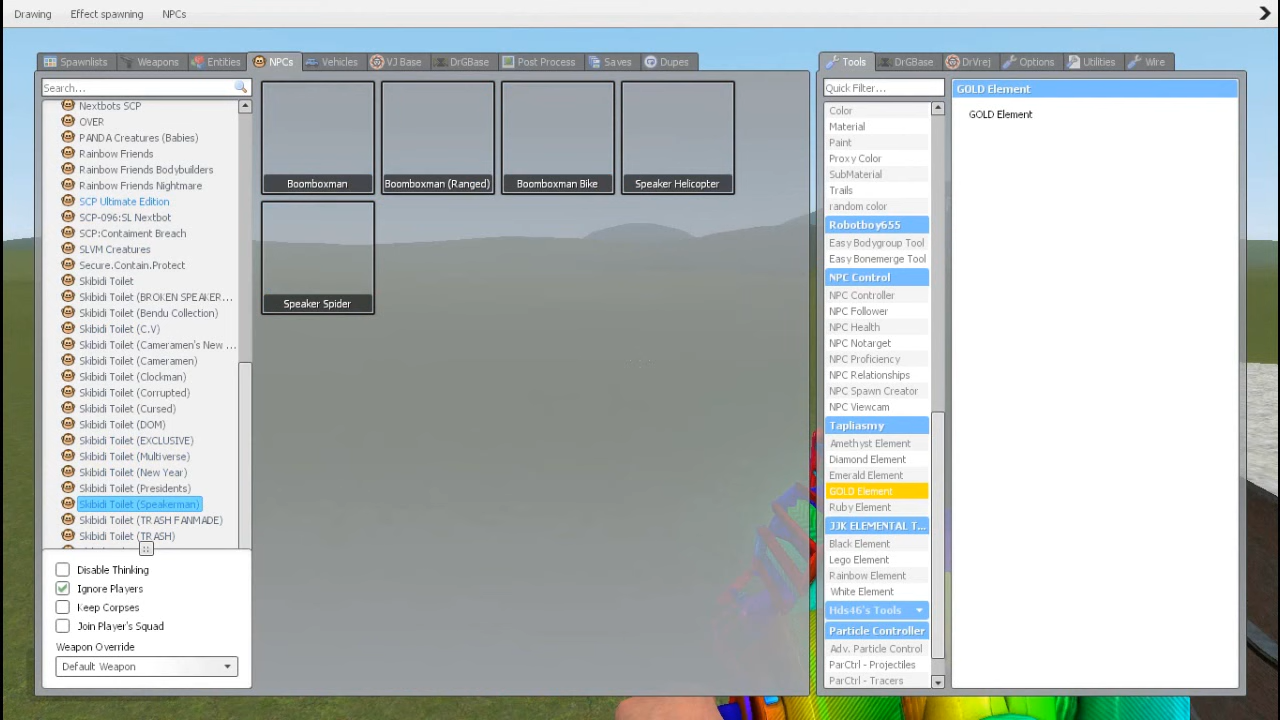 Drawing Effect spawning NPCs
Spawnlists Weapons Entities NPCs Vehicles VJ Base DrGBase Post Process Saves Dupes
Search...
Nextbots SCP
OVER
PANDA Creatures (Babies)
Rainbow Friends
Rainbow Friends Bodybuilders
Rainbow Friends Nightmare
SCP Ultimate Edition
SCP-096:SL Nextbot
SCP:Contaiment Breach
SLVM Creatures
Secure.Contain.Protect
Skibidi Toilet
Skibidi Toilet (BROKEN SPEAKER...
Skibidi Toilet (Bendu Collection)
Skibidi Toilet (C.V)
Skibidi Toilet (Cameramen's New ...
Skibidi Toilet (Cameramen)
Skibidi Toilet (Clockman)
Skibidi Toilet (Corrupted)
Skibidi Toilet (Cursed)
Skibidi Toilet (DOM)
Skibidi Toilet (EXCLUSIVE)
Skibidi Toilet (Multiverse)
Skibidi Toilet (New Year)
Skibidi Toilet (Presidents)
Skibidi Toilet (Speakerman)
Skibidi Toilet (TRASH FANMADE)
Skibidi Toilet (TRASH)
Disable Thinking
Ignore Players
Keep Corpses
Join Player's Squad
Weapon Override
Default Weapon
Boomboxman
Boomboxman (Ranged)
Boomboxman Bike
Speaker Helicopter
Speaker Spider
Tools DrGBase DrVrej Options Utilities Wire
Quick Filter...
Color
Material
Paint
Proxy Color
SubMaterial
Trails
random color
Robotboy655
Easy Bodygroup Tool
Easy Bonemerge Tool
NPC Control
NPC Controller
NPC Follower
NPC Health
NPC Notarget
NPC Proficiency
NPC Relationships
NPC Spawn Creator
NPC Viewcam
Tapliasmy
Amethyst Element
Diamond Element
Emerald Element
GOLD Element
Ruby Element
JJK ELEMENTAL T...
Black Element
Lego Element
Rainbow Element
White Element
Hds46's Tools
Particle Controller
Adv. Particle Control
ParCtrl - Projectiles
ParCtrl - Tracers
GOLD Element
GOLD Element